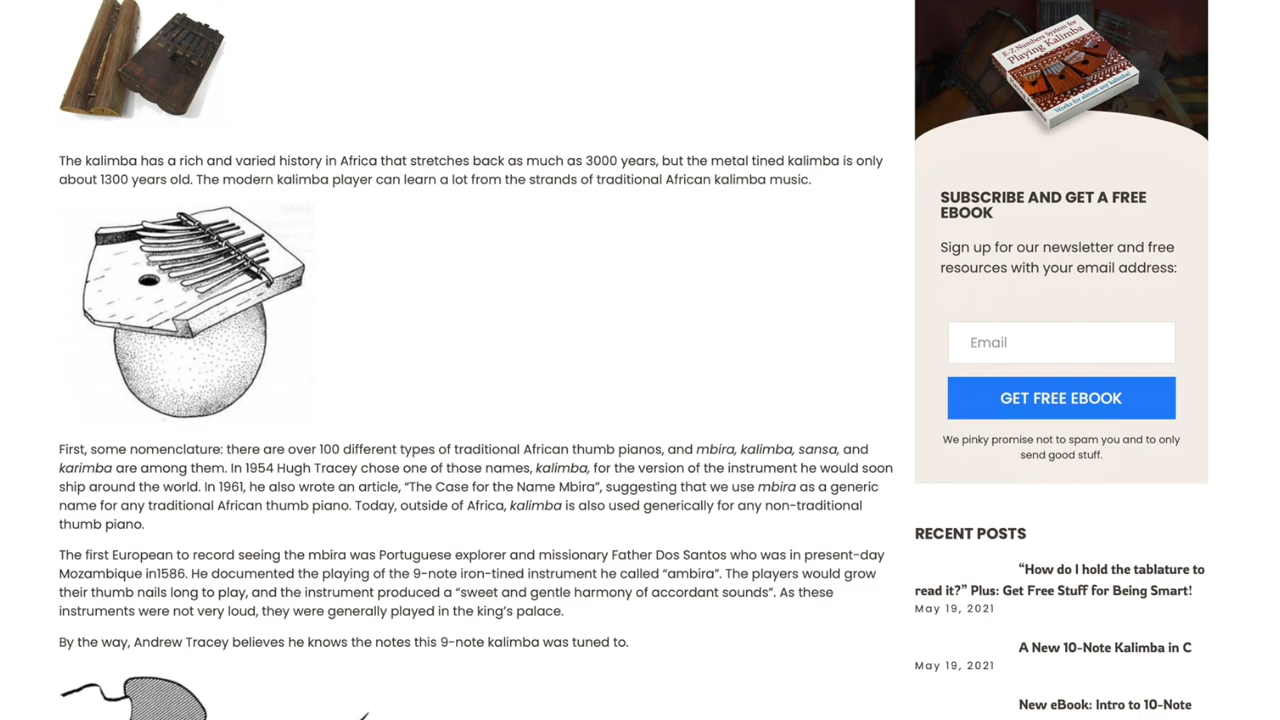 The kalimba has a rich and varied history in Africa that stretches back as much as 3000 years, but the metal tined kalimba is only
about 1300 years old. The modern kalimba player can learn a lot from the strands of traditional African kalimba music.
First, some nomenclature: there are over 100 different types of traditional African thumb pianos, and mbira, kalimba, sansa, and
karimba are among them. In 1954 Hugh Tracey chose one of those names, kalimba, for the version of the instrument he would soon
ship around the world. In 1961, he also wrote an article, “The Case for the Name Mbira”, suggesting that we use mbira as a generic
name for any traditional African thumb piano. Today, outside of Africa, kalimba is also used generically for any non-traditional
thumb piano.
The first European to record seeing the mbira was Portuguese explorer and missionary Father Dos Santos who was in present-day
Mozambique in1586. He documented the playing of the 9-note iron-tined instrument he called “ambira”. The players would grow
their thumb nails long to play, and the instrument produced a “sweet and gentle harmony of accordant sounds”. As these
instruments were not very loud, they were generally played in the king’s palace.
By the way, Andrew Tracey believes he knows the notes this 9-note kalimba was tuned to.
E-Z Numbers System for
Playing Kalimba
Works for almost any kalimba!
SUBSCRIBE AND GET A FREE
EBOOK
Sign up for our newsletter and free
resources with your email address:
Email
GET FREE EBOOK
We pinky promise not to spam you and to only
send good stuff.
RECENT POSTS
“How do I hold the tablature to
read it?” Plus: Get Free Stuff for Being Smart!
May 19, 2021
A New 10-Note Kalimba in C
May 19, 2021
New eBook: Intro to 10-Note